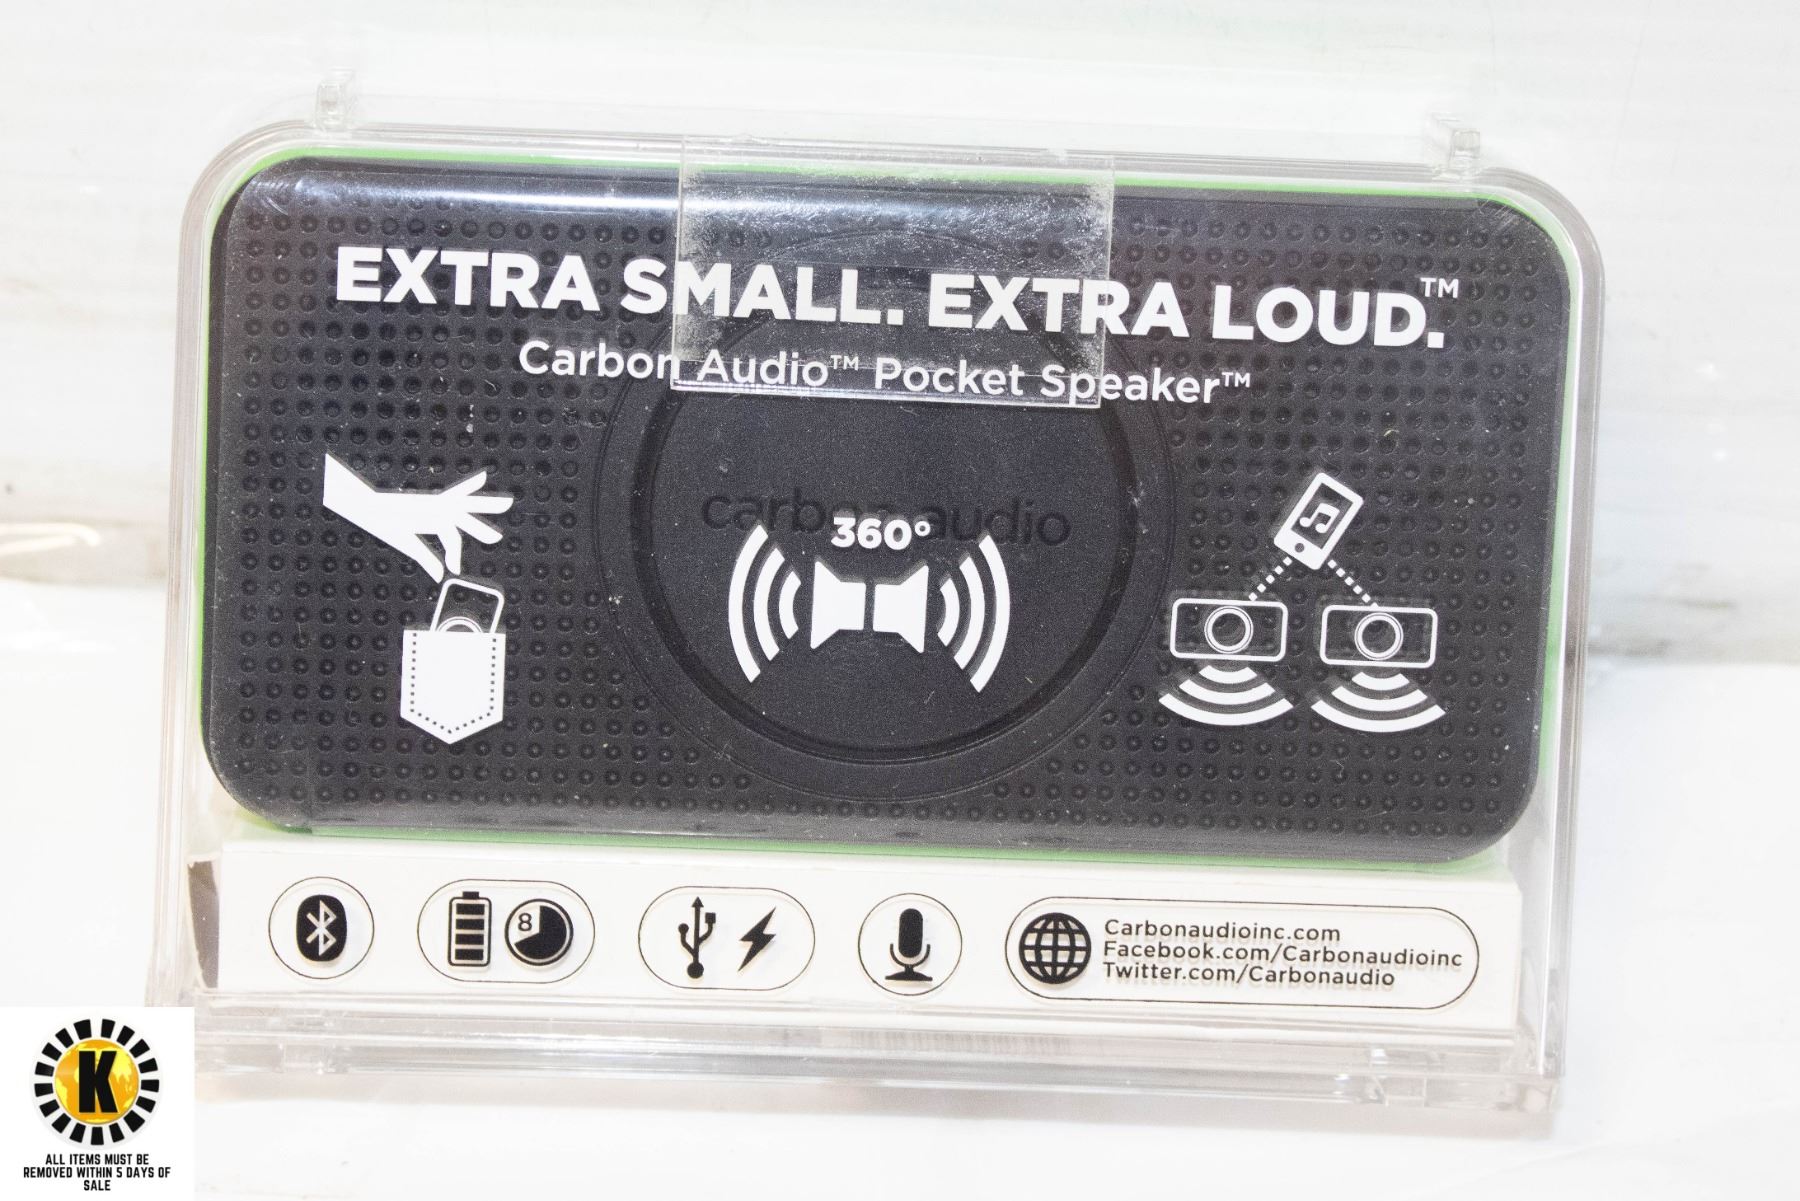 EXTRA SMALL. EXTRA LOUD.™
Carbon Audio™ Pocket Speaker™
carbon audio
360°
8
Carbonaudioinc.com
Facebook.com/Carbonaudioinc
Twitter.com/Carbonaudio
K
ALL ITEMS MUST BE
REMOVED WITHIN 5 DAYS OF
SALE